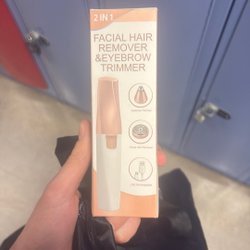 2 IN 1
FACIAL HAIR
REMOVER
&EYEBROW
TRIMMER